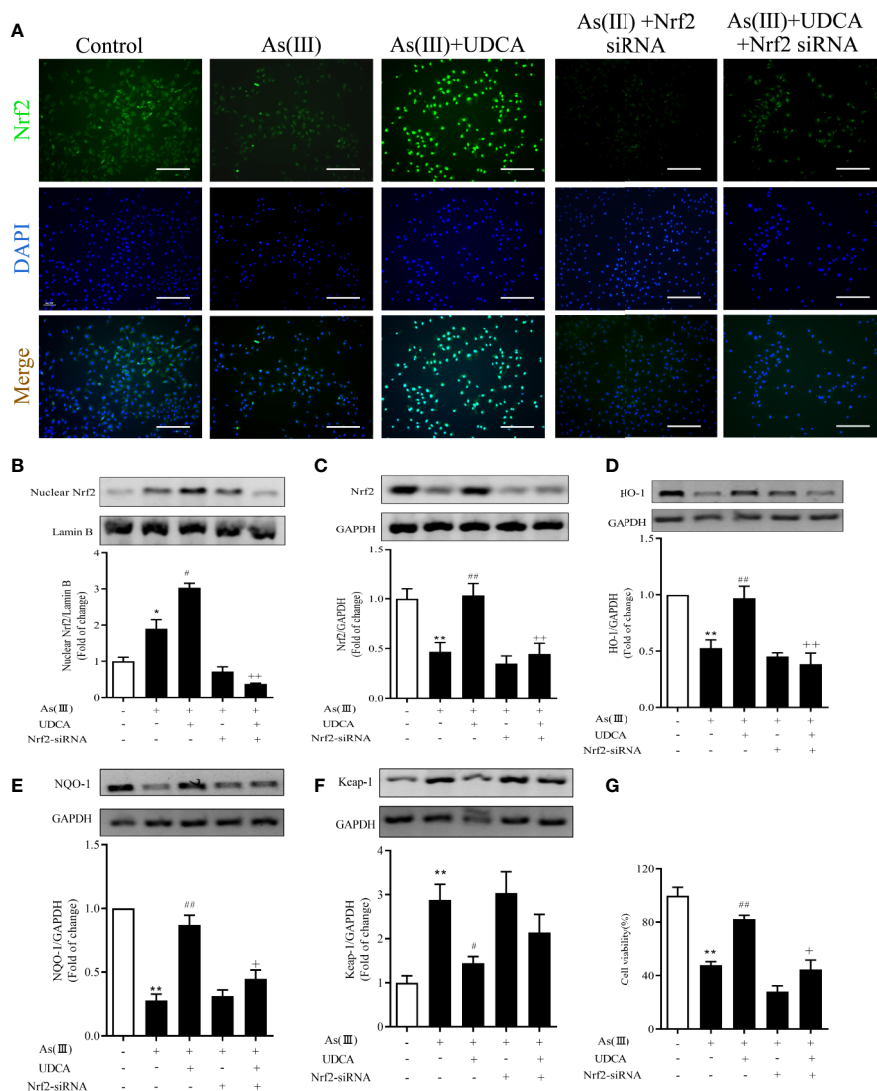 A
Control
As(III)
As(III)+UDCA
As(III) +Nrf2
siRNA
As(III)+UDCA
+Nrf2 siRNA
Nrf2
DAPI
Merge
B
Nuclear Nrf2
Lamin B
Nuclear Nrf2/Lamin B
(Fold of change)
4
3
2
1
0
*
#
++
As(Ⅲ) - + + + +
UDCA - - + - +
Nrf2-siRNA - - - + +
C
Nrf2
GAPDH
Nrf2/GAPDH
(Fold of change)
1.5
1.0
0.5
0.0
**
##
++
As(Ⅲ) - + + + +
UDCA - - + - +
Nrf2-siRNA - - - + +
D
HO-1
GAPDH
HO-1/GAPDH
(Fold of change)
1.5
1.0
0.5
0.0
**
##
++
As(Ⅲ) - + + + +
UDCA - - + - +
Nrf2-siRNA - - - + +
E
NQO-1
GAPDH
NQO-1/GAPDH
(Fold of change)
1.5
1.0
0.5
0.0
**
##
+
As(Ⅲ) - + + + +
UDCA - - + - +
Nrf2-siRNA - - - + +
F
Keap-1
GAPDH
Keap-1/GAPDH
(Fold of change)
4
3
2
1
0
**
#
As(Ⅲ) - + + + +
UDCA - - + - +
Nrf2-siRNA - - - + +
G
Cell viability(%)
120
80
40
0
**
##
+
As(Ⅲ) - + + + +
UDCA - - + - +
Nrf2-siRNA - - - + +